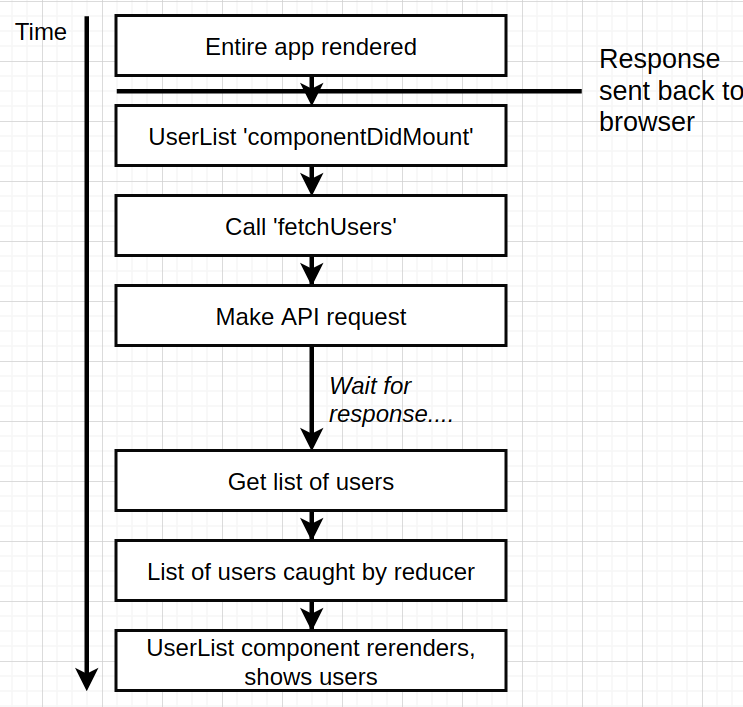 Time
Entire app rendered
Response
sent back to
browser
UserList 'componentDidMount'
Call 'fetchUsers'
Make API request
Wait for
response....
Get list of users
List of users caught by reducer
UserList component rerenders,
shows users